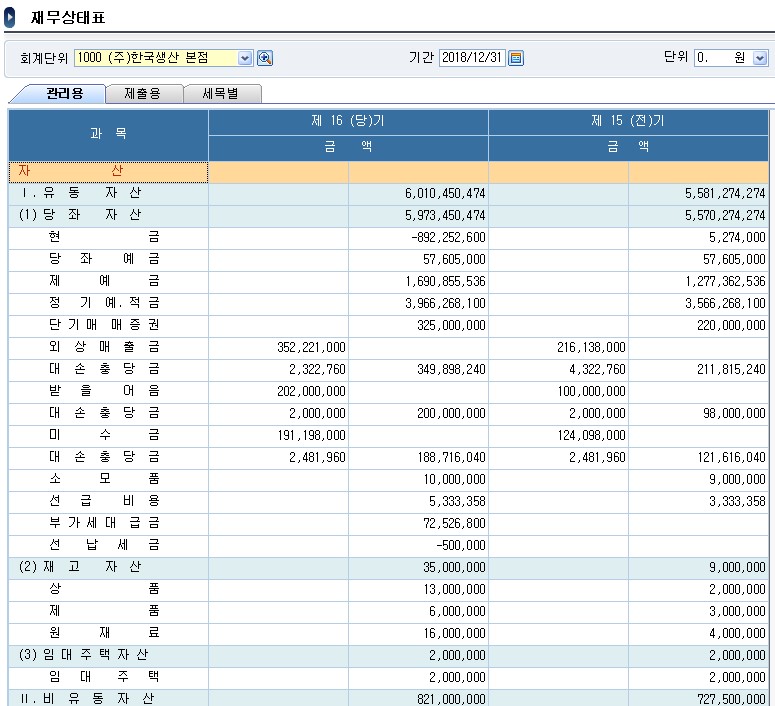 재무상태표
회계단위 1000 (주)한국생산 본점 기간 2018/12/31 단위 0. 원
관리용 제출용 세목별
과 목 제 16 (당)기 제 15 (전)기
금 액 금 액
자 산
Ⅰ.유 동 자 산 6,010,450,474 5,581,274,274
(1)당 좌 자 산 5,973,450,474 5,570,274,274
현 금 -892,252,600 5,274,000
당 좌 예 금 57,605,000 57,605,000
제 예 금 1,690,855,536 1,277,362,536
정 기 예.적 금 3,966,268,100 3,566,268,100
단기매 매증권 325,000,000 220,000,000
외 상 매 출 금 352,221,000 216,138,000
대 손 충 당 금 2,322,760 349,898,240 4,322,760 211,815,240
받 을 어 음 202,000,000 100,000,000
대 손 충 당 금 2,000,000 200,000,000 2,000,000 98,000,000
미 수 금 191,198,000 124,098,000
대 손 충 당 금 2,481,960 188,716,040 2,481,960 121,616,040
소 모 품 10,000,000 9,000,000
선 급 비 용 5,333,358 3,333,358
부가세대 급금 72,526,800
선 납 세 금 -500,000
(2)재 고 자 산 35,000,000 9,000,000
상 품 13,000,000 2,000,000
제 품 6,000,000 3,000,000
원 재 료 16,000,000 4,000,000
(3)임 대 주 택 자 산 2,000,000 2,000,000
임 대 주 택 2,000,000 2,000,000
Ⅱ.비 유 동 자 산 821,000,000 727,500,000